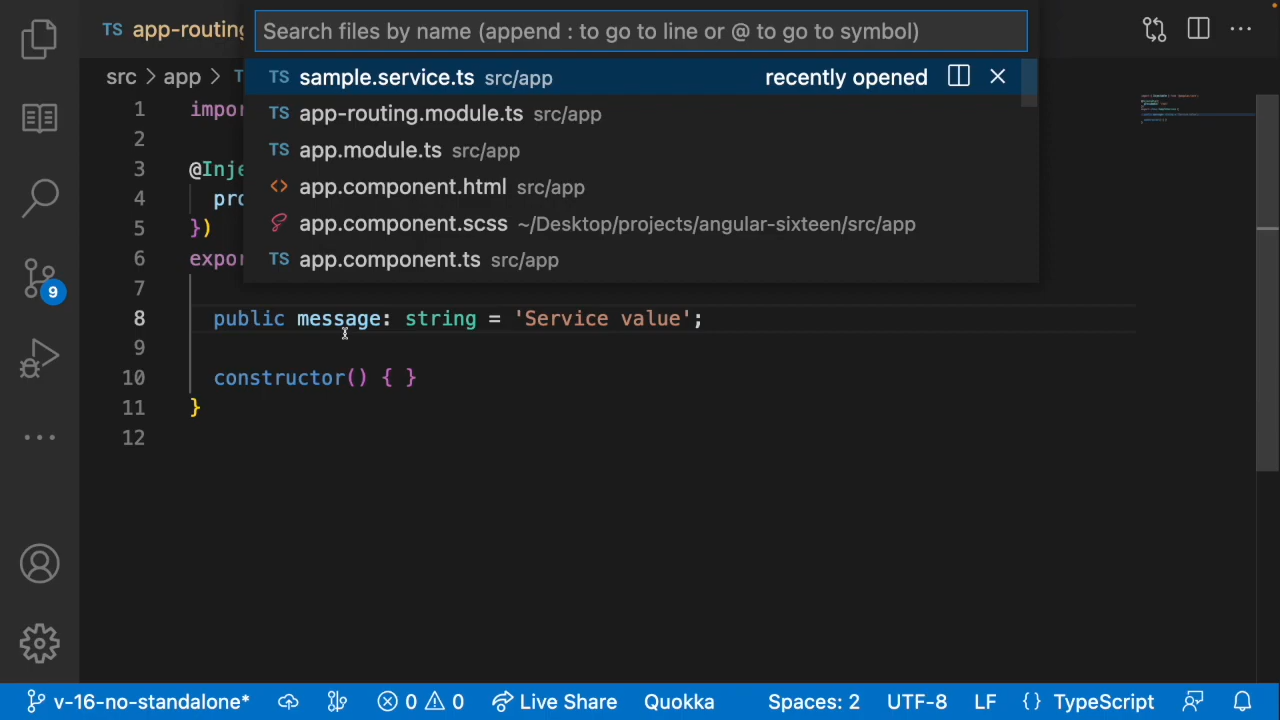 TS app-routing
Search files by name (append : to go to line or @ to go to symbol)
src > app > T
TS sample.service.ts src/app recently opened
TS app-routing.module.ts src/app
TS app.module.ts src/app
<> app.component.html src/app
app.component.scss ~/Desktop/projects/angular-sixteen/src/app
TS app.component.ts src/app
1 impor
2
3 @Inje
4 pro
5 })
6 expor
7
8 public message: string = 'Service value';
9
10 constructor() { }
11 }
12
9
v-16-no-standalone* 0 0 Live Share Quokka Spaces: 2 UTF-8 LF {} TypeScript